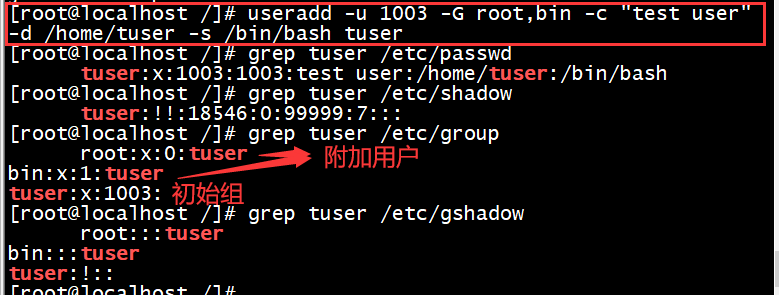 [root@localhost /]# useradd -u 1003 -G root,bin -c "test user"
-d /home/tuser -s /bin/bash tuser
[root@localhost /]# grep tuser /etc/passwd
tuser:x:1003:1003:test user:/home/tuser:/bin/bash
[root@localhost /]# grep tuser /etc/shadow
tuser:!!:18546:0:99999:7:::
[root@localhost /]# grep tuser /etc/group
root:x:0:tuser 附加用户
bin:x:1:tuser
tuser:x:1003: 初始组
[root@localhost /]# grep tuser /etc/gshadow
root:::tuser
bin:::tuser
tuser:!::
[root@localhost /]#